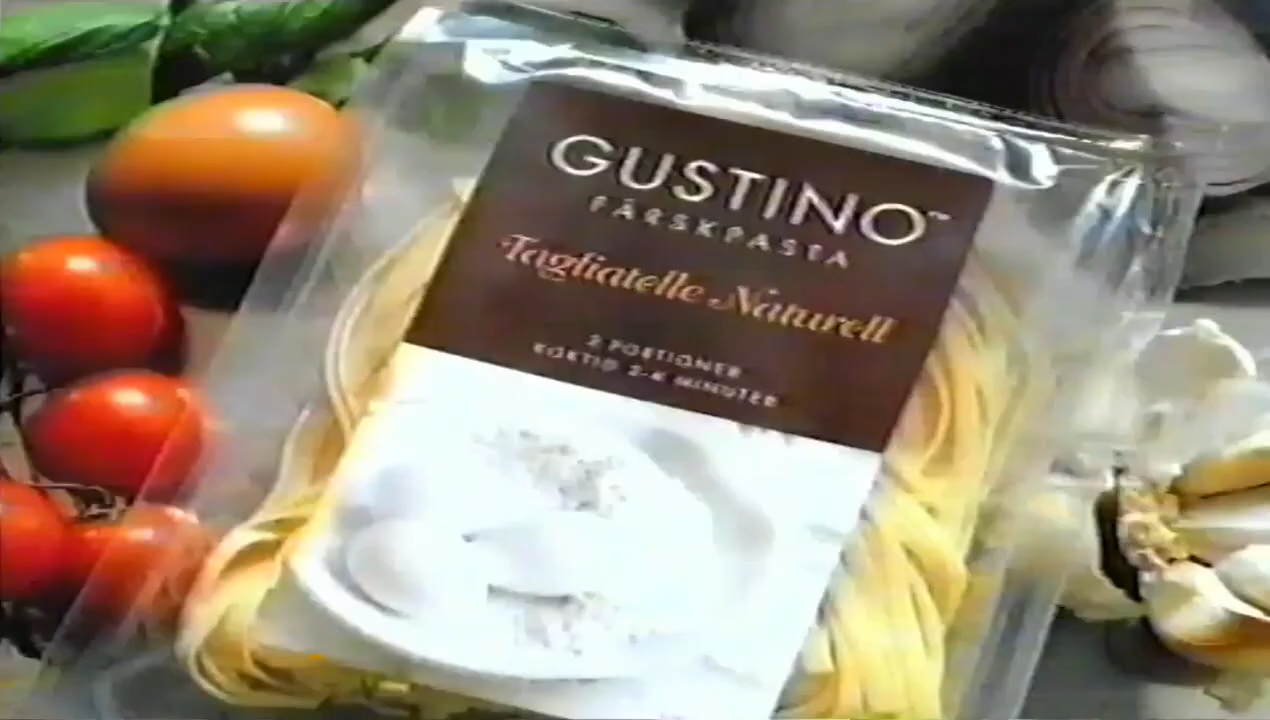 GUSTINO™
FÄRSKPASTA
Tagliatelle Naturell
2 PORTIONER
KOKTID 2-4 MINUTER